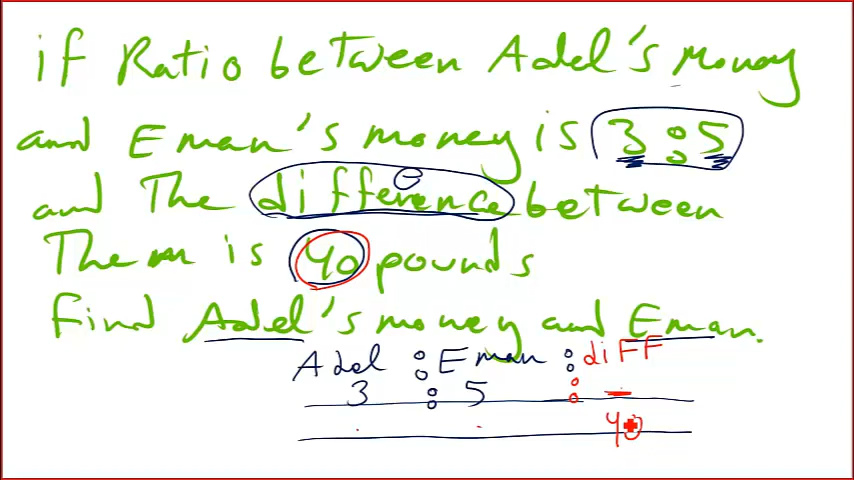 if Ratio between Adel's money
and Eman's money is 3:5
and The difference between
Them is 40 pounds
find Adel's money and Eman.
Adel : Eman : diFF
3 : 5 : -
40